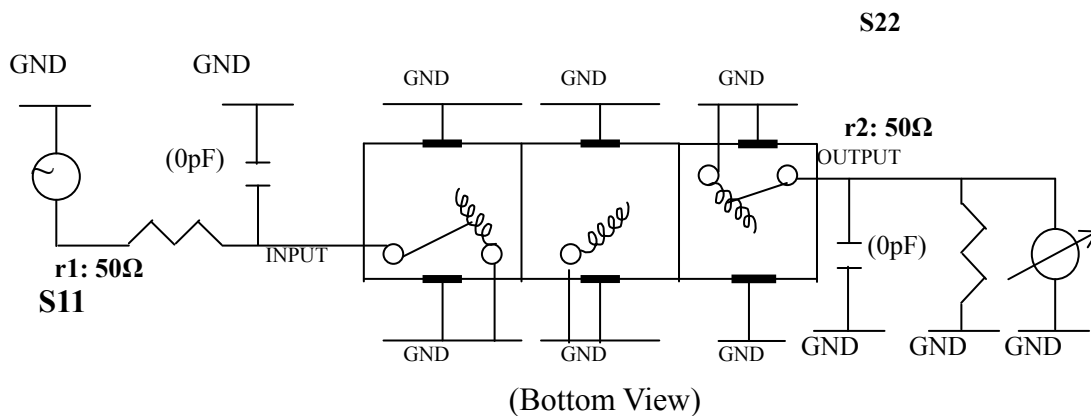 S22
GND
GND
GND
GND
GND
r2: 50Ω
(0pF)
OUTPUT
INPUT
(0pF)
r1: 50Ω
S11
GND
GND
GND
GND
GND
GND
(Bottom View)